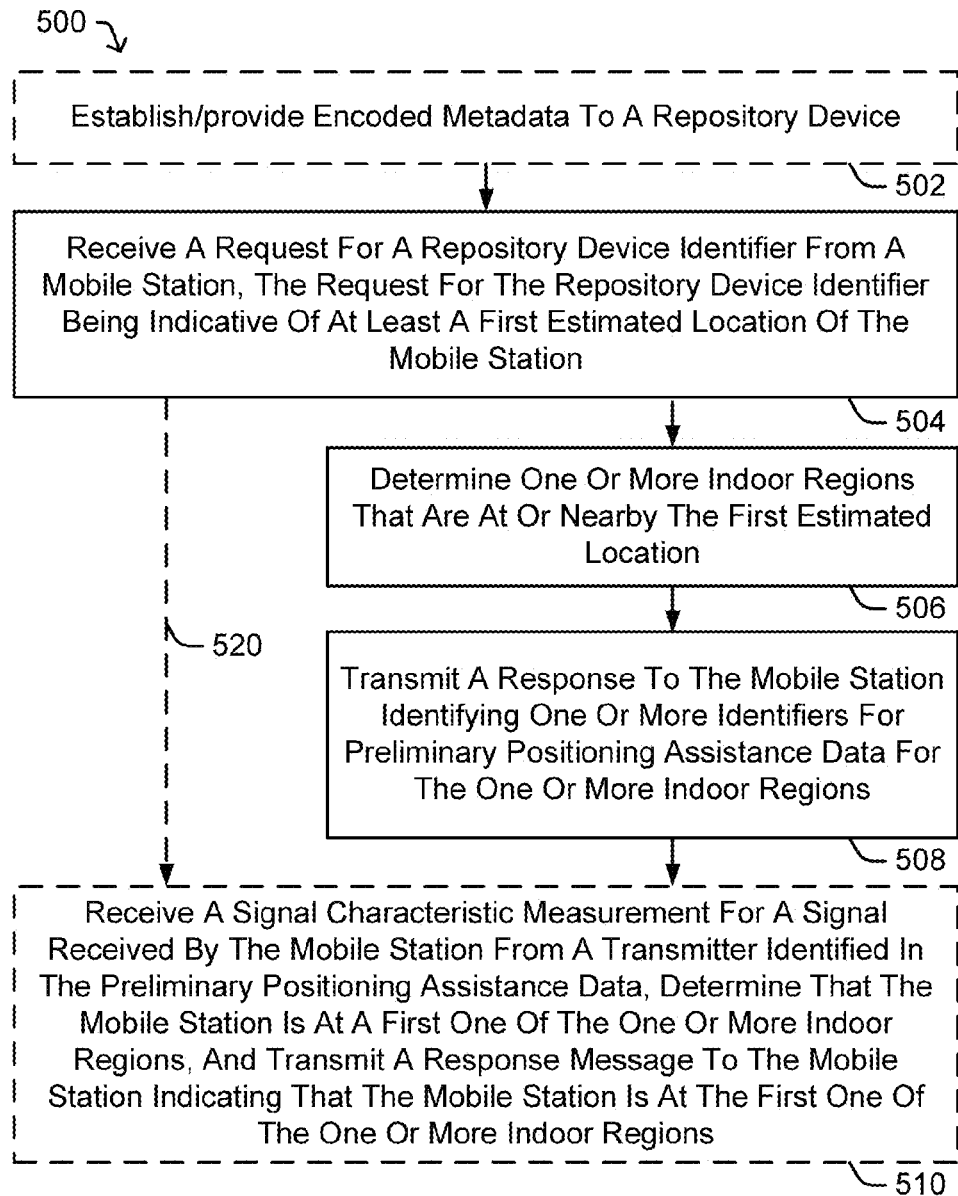 500
Establish/provide Encoded Metadata To A Repository Device
502
Receive A Request For A Repository Device Identifier From A
Mobile Station, The Request For The Repository Device Identifier
Being Indicative Of At Least A First Estimated Location Of The
Mobile Station
504
Determine One Or More Indoor Regions
That Are At Or Nearby The First Estimated
Location
506
520
Transmit A Response To The Mobile Station
Identifying One Or More Identifiers For
Preliminary Positioning Assistance Data For
The One Or More Indoor Regions
508
Receive A Signal Characteristic Measurement For A Signal
Received By The Mobile Station From A Transmitter Identified In
The Preliminary Positioning Assistance Data, Determine That The
Mobile Station Is At A First One Of The One Or More Indoor
Regions, And Transmit A Response Message To The Mobile
Station Indicating That The Mobile Station Is At The First One Of
The One Or More Indoor Regions
510